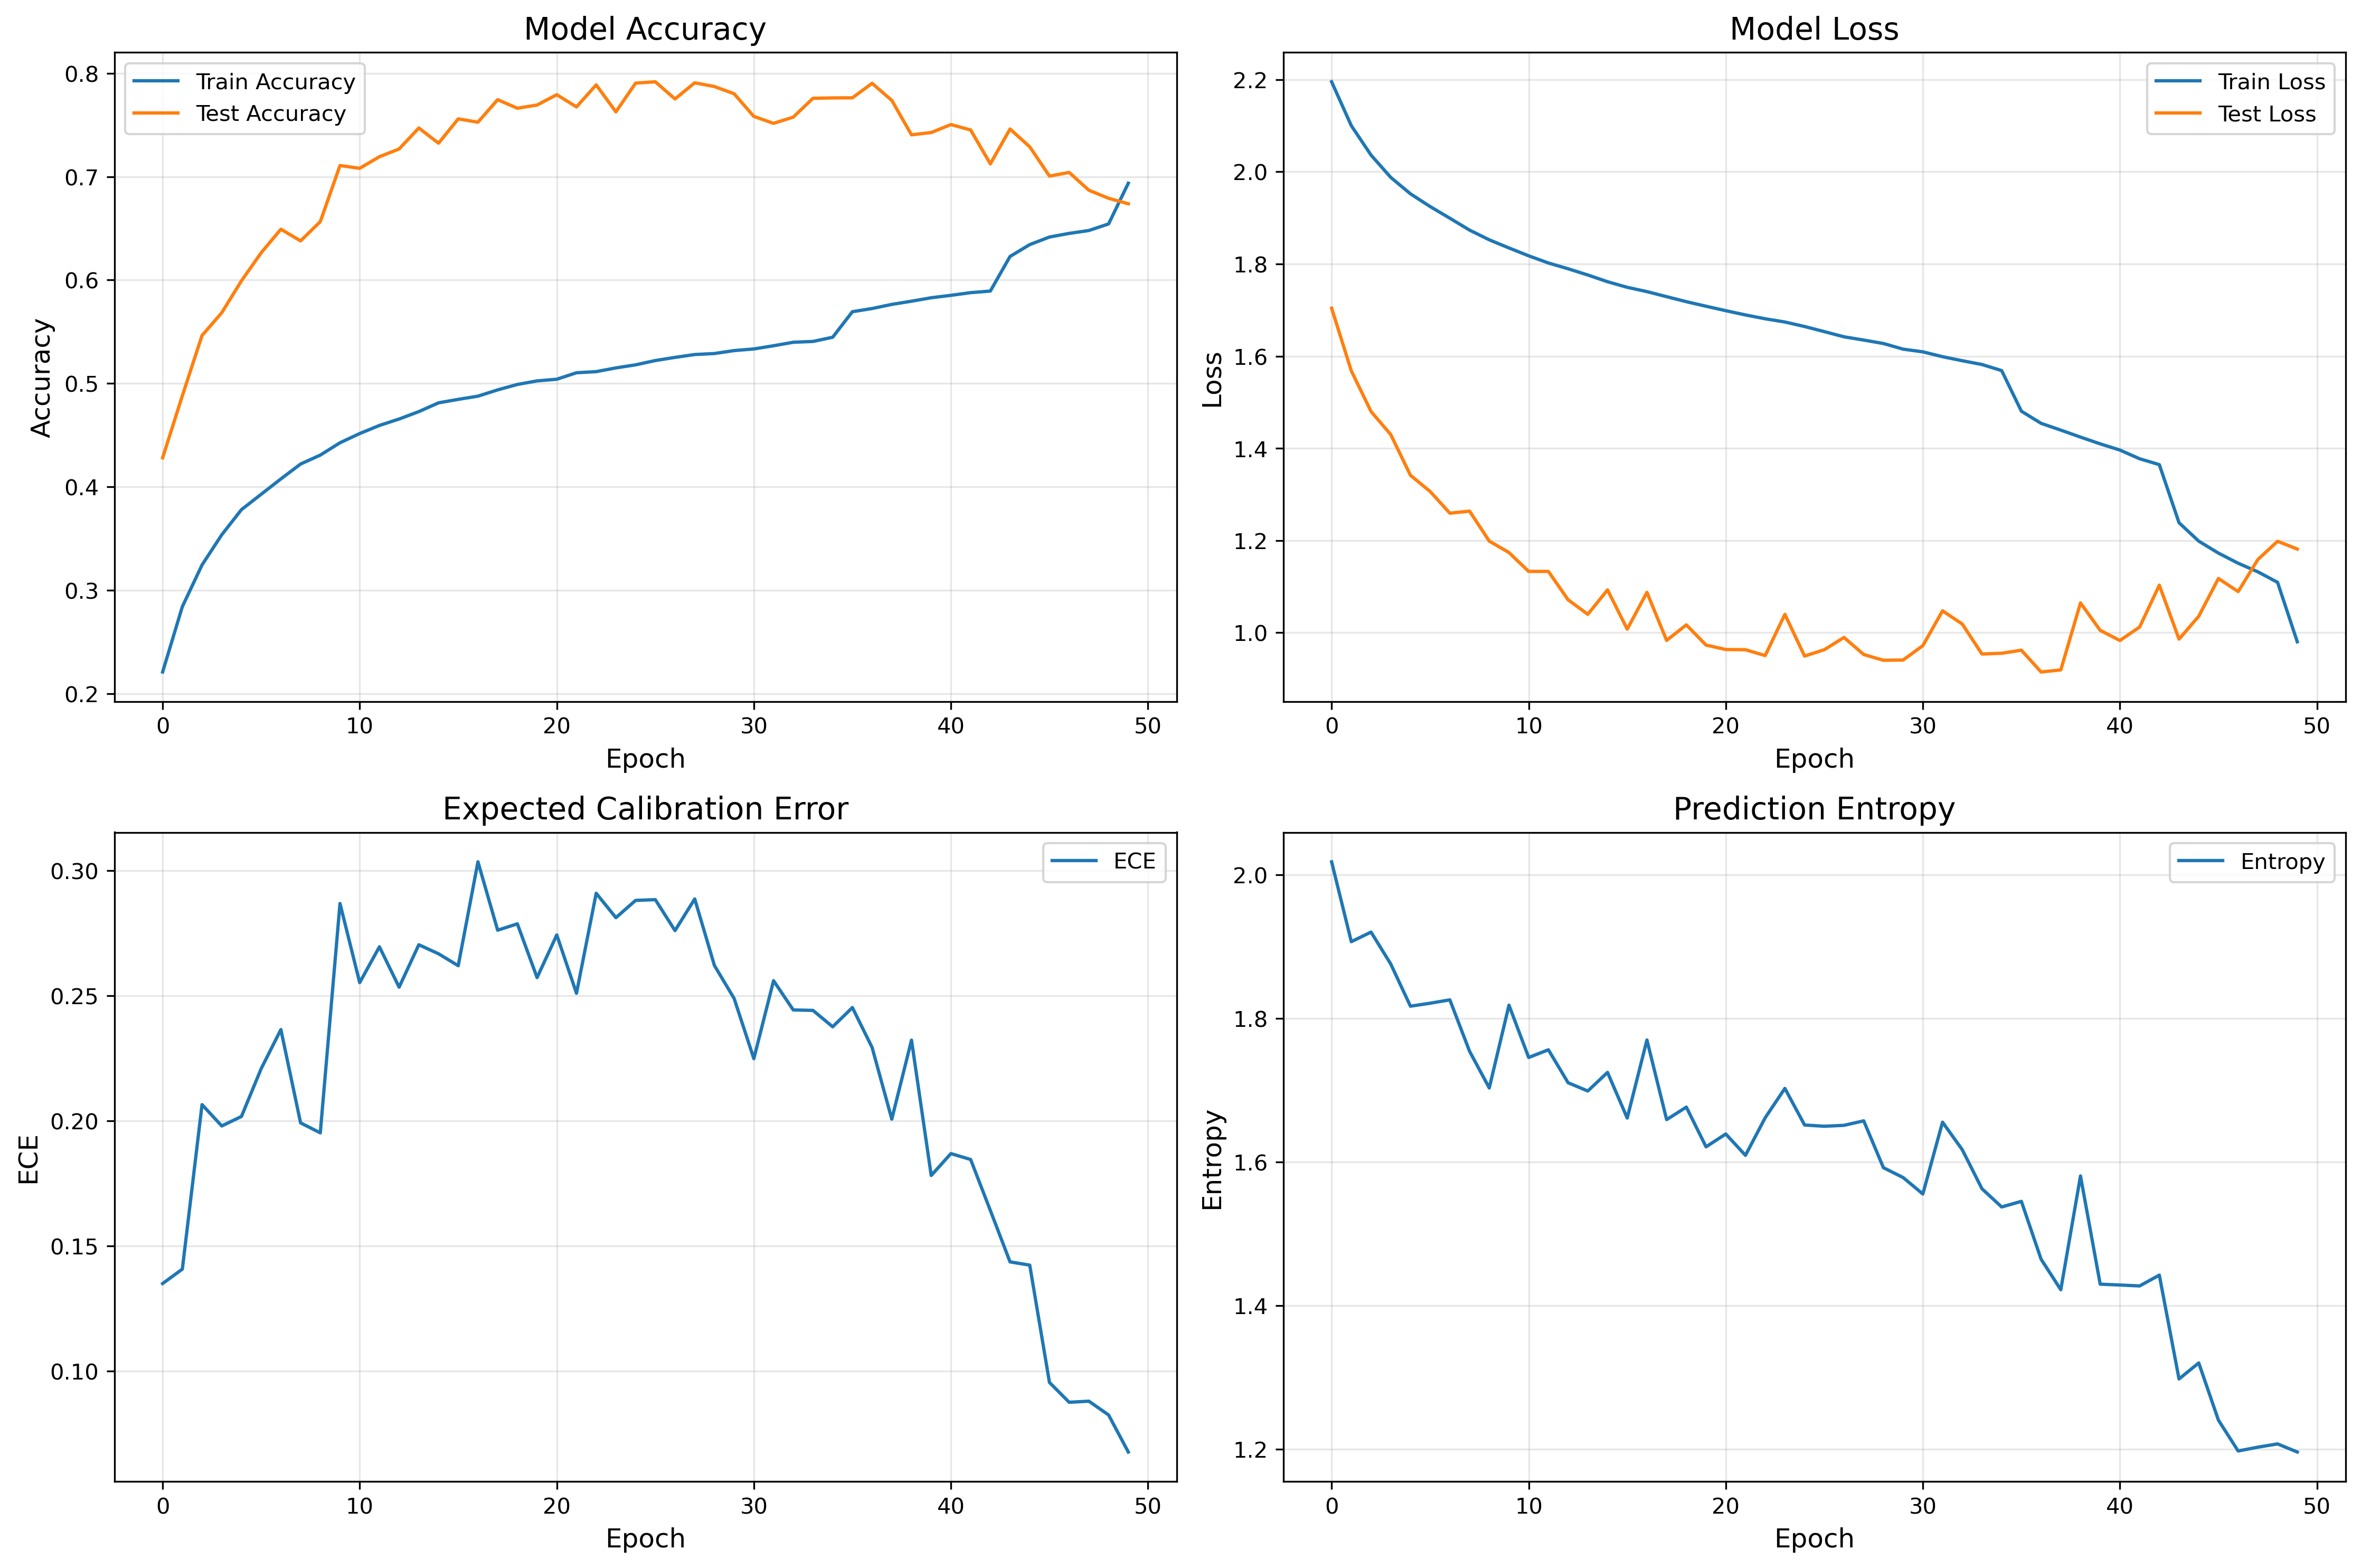 Model Accuracy
Train Accuracy
Test Accuracy
Accuracy
0.8
0.7
0.6
0.5
0.4
0.3
0.2
0
10
20
30
40
50
Epoch
Model Loss
Train Loss
Test Loss
Loss
2.2
2.0
1.8
1.6
1.4
1.2
1.0
0
10
20
30
40
50
Epoch
Expected Calibration Error
ECE
ECE
0.30
0.25
0.20
0.15
0.10
0
10
20
30
40
50
Epoch
Prediction Entropy
Entropy
Entropy
2.0
1.8
1.6
1.4
1.2
0
10
20
30
40
50
Epoch